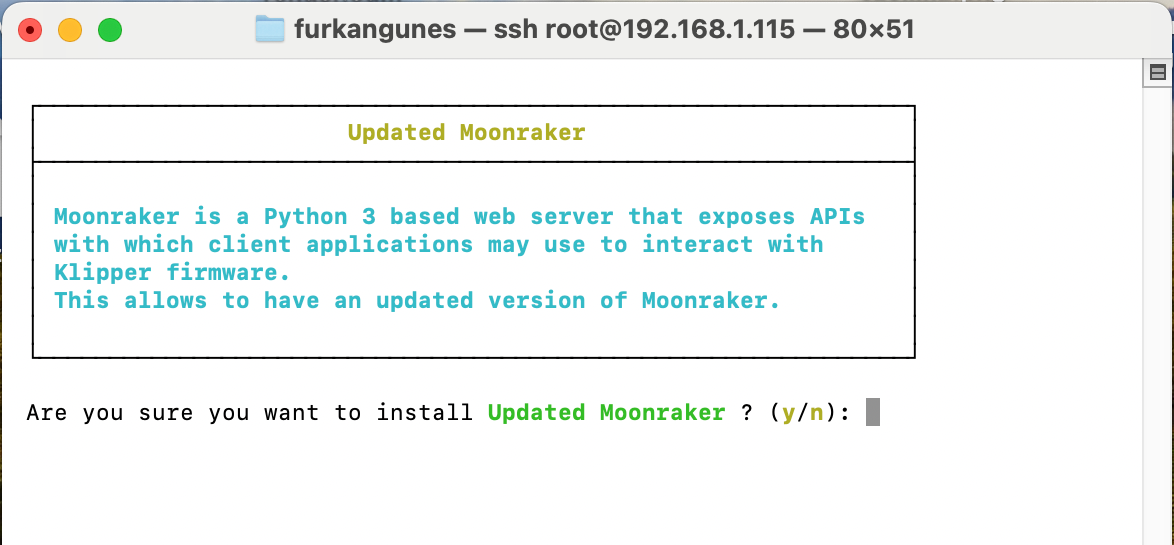 furkangunes — ssh root@192.168.1.115 — 80×51
Updated Moonraker
Moonraker is a Python 3 based web server that exposes APIs
with which client applications may use to interact with
Klipper firmware.
This allows to have an updated version of Moonraker.
Are you sure you want to install Updated Moonraker ? (y/n):